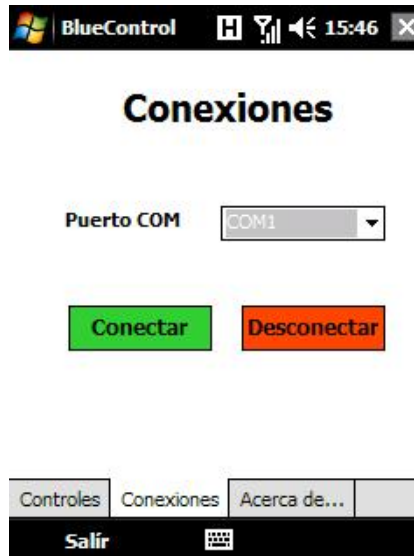 BlueControl H 15:46
Conexiones
Puerto COM COM1
Conectar Desconectar
Controles Conexiones Acerca de...
Salír